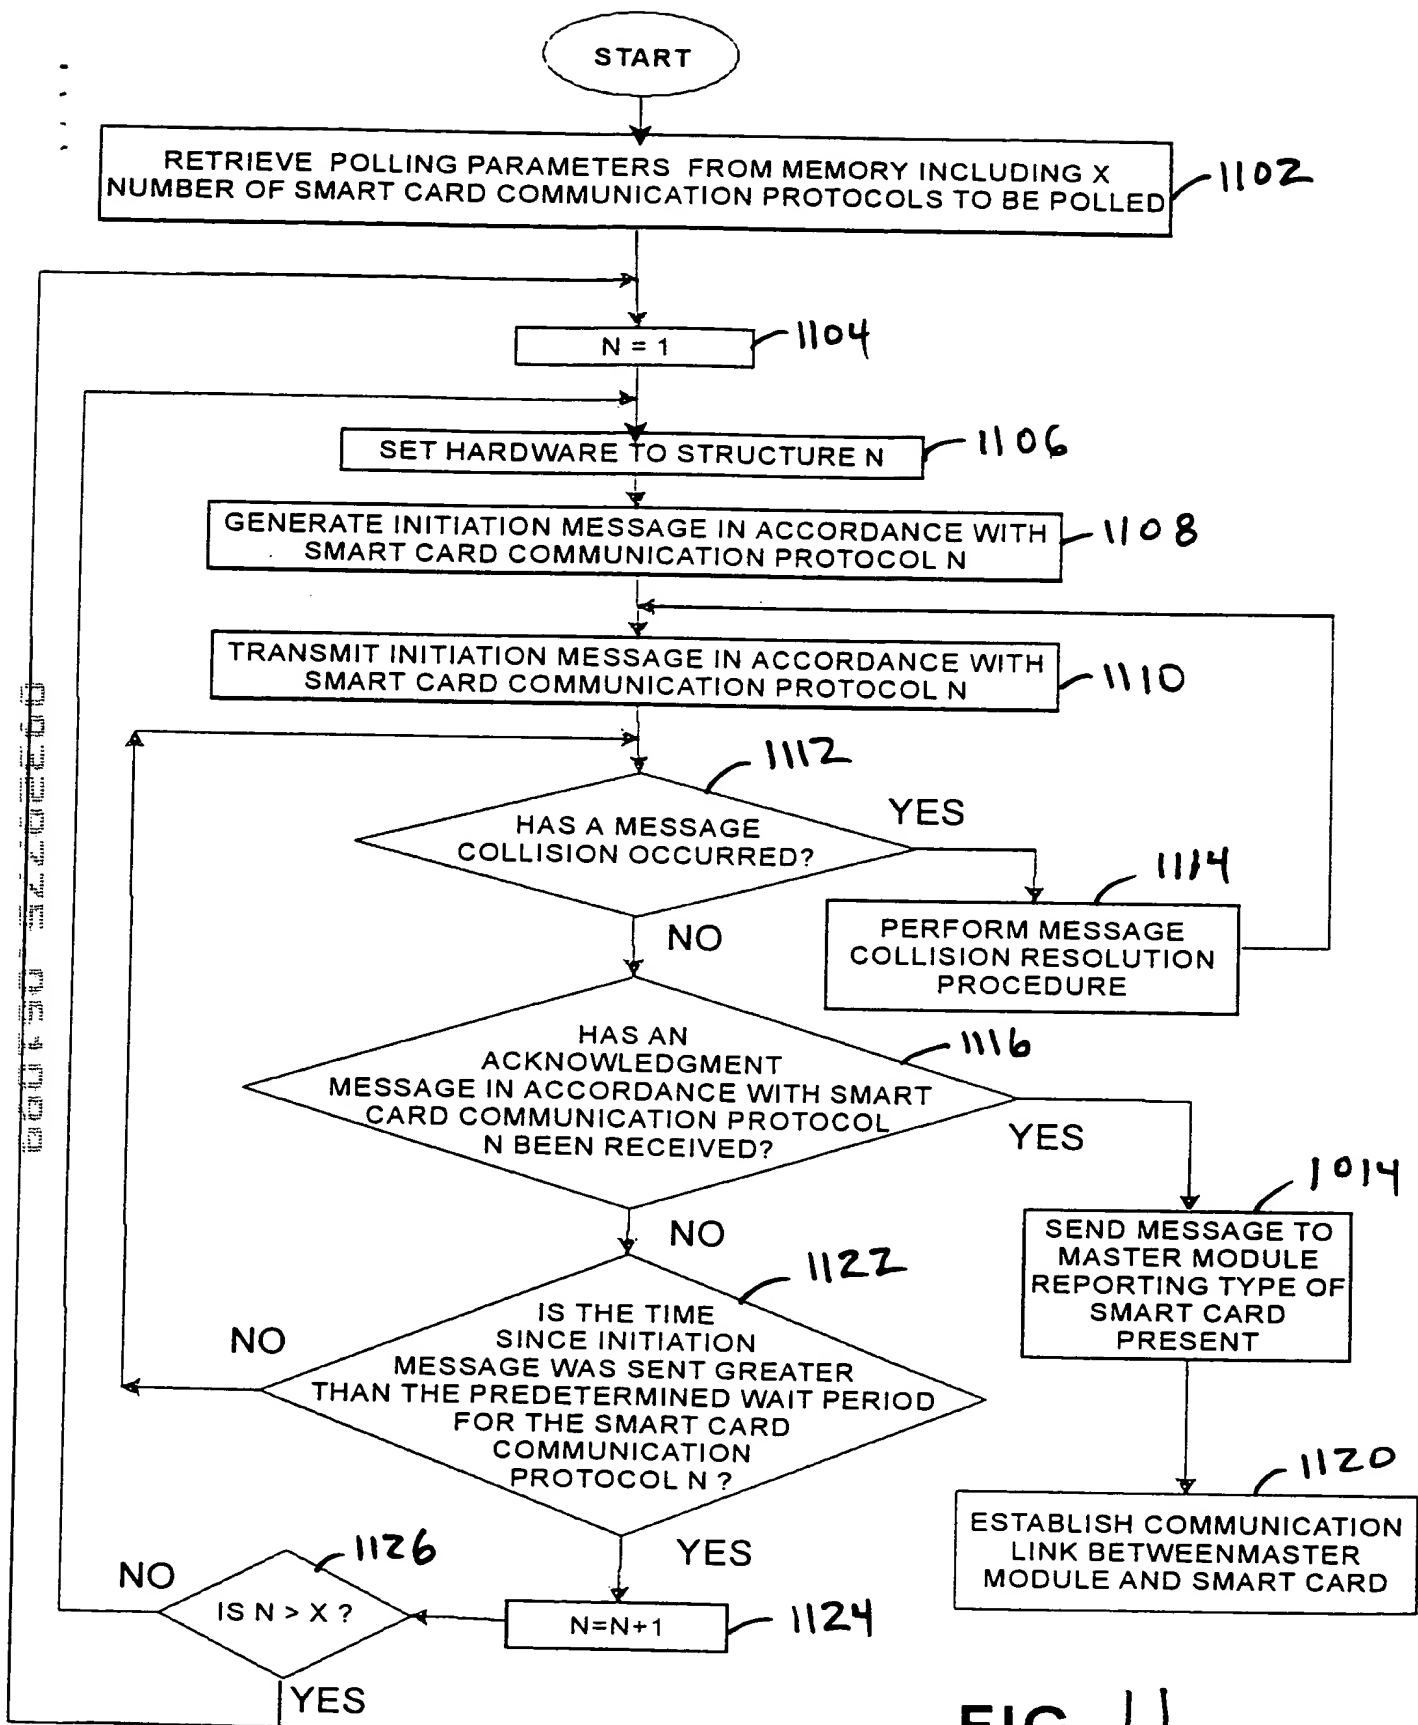 START
RETRIEVE POLLING PARAMETERS FROM MEMORY INCLUDING X
NUMBER OF SMART CARD COMMUNICATION PROTOCOLS TO BE POLLED
1102
N = 1
1104
SET HARDWARE TO STRUCTURE N
1106
GENERATE INITIATION MESSAGE IN ACCORDANCE WITH
SMART CARD COMMUNICATION PROTOCOL N
1108
TRANSMIT INITIATION MESSAGE IN ACCORDANCE WITH
SMART CARD COMMUNICATION PROTOCOL N
1110
1112
HAS A MESSAGE
COLLISION OCCURRED?
YES
1114
PERFORM MESSAGE
COLLISION RESOLUTION
PROCEDURE
NO
HAS AN
ACKNOWLEDGMENT
MESSAGE IN ACCORDANCE WITH SMART
CARD COMMUNICATION PROTOCOL
N BEEN RECEIVED?
1116
YES
1014
SEND MESSAGE TO
MASTER MODULE
REPORTING TYPE OF
SMART CARD
PRESENT
NO
1122
IS THE TIME
SINCE INITIATION
MESSAGE WAS SENT GREATER
THAN THE PREDETERMINED WAIT PERIOD
FOR THE SMART CARD
COMMUNICATION
PROTOCOL N ?
NO
1120
ESTABLISH COMMUNICATION
LINK BETWEENMASTER
MODULE AND SMART CARD
YES
N=N+1
1124
1126
IS N > X ?
NO
YES
FIG. 11